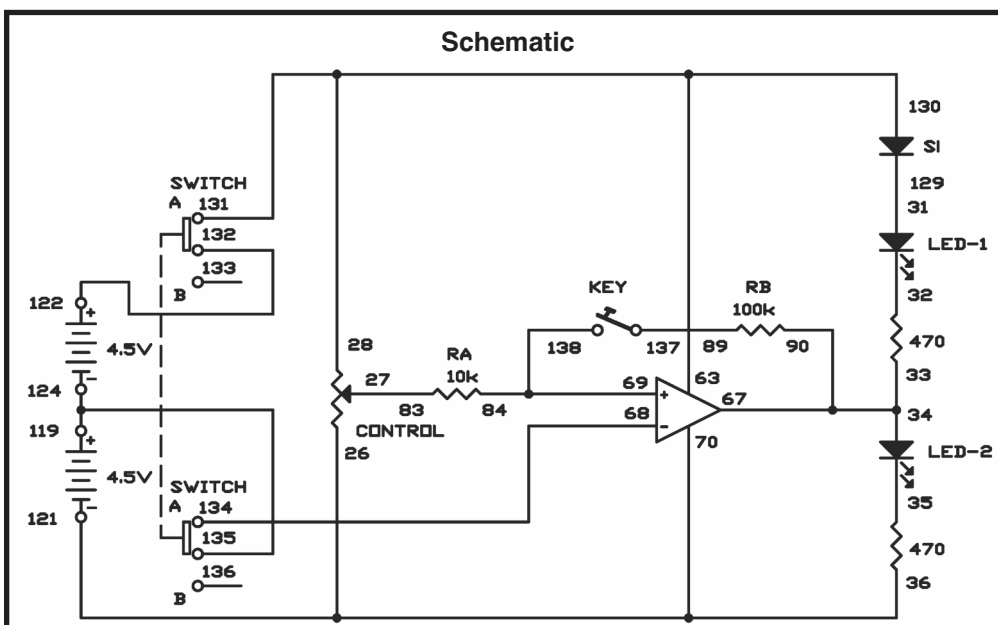 Schematic
130
SI
129
31
LED-1
32
470
33
34
LED-2
35
470
36
SWITCH
A
131
132
133
B
122
+
4.5V
-
124
119
+
4.5V
-
121
SWITCH
A
134
135
136
B
28
27
CONTROL
26
RA
10k
83
84
KEY
138
137
RB
100k
89
90
69
+
68
-
63
67
70